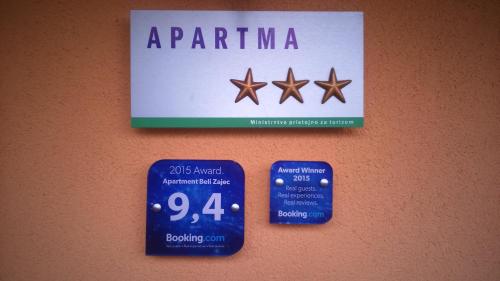 APARTMA
Ministrstvo pristojno za turizem
2015 Award.
Apartment Beli Zajec
9,4
Booking.com
Award Winner
2015
Real guests.
Real experiences.
Real reviews.
Booking.com